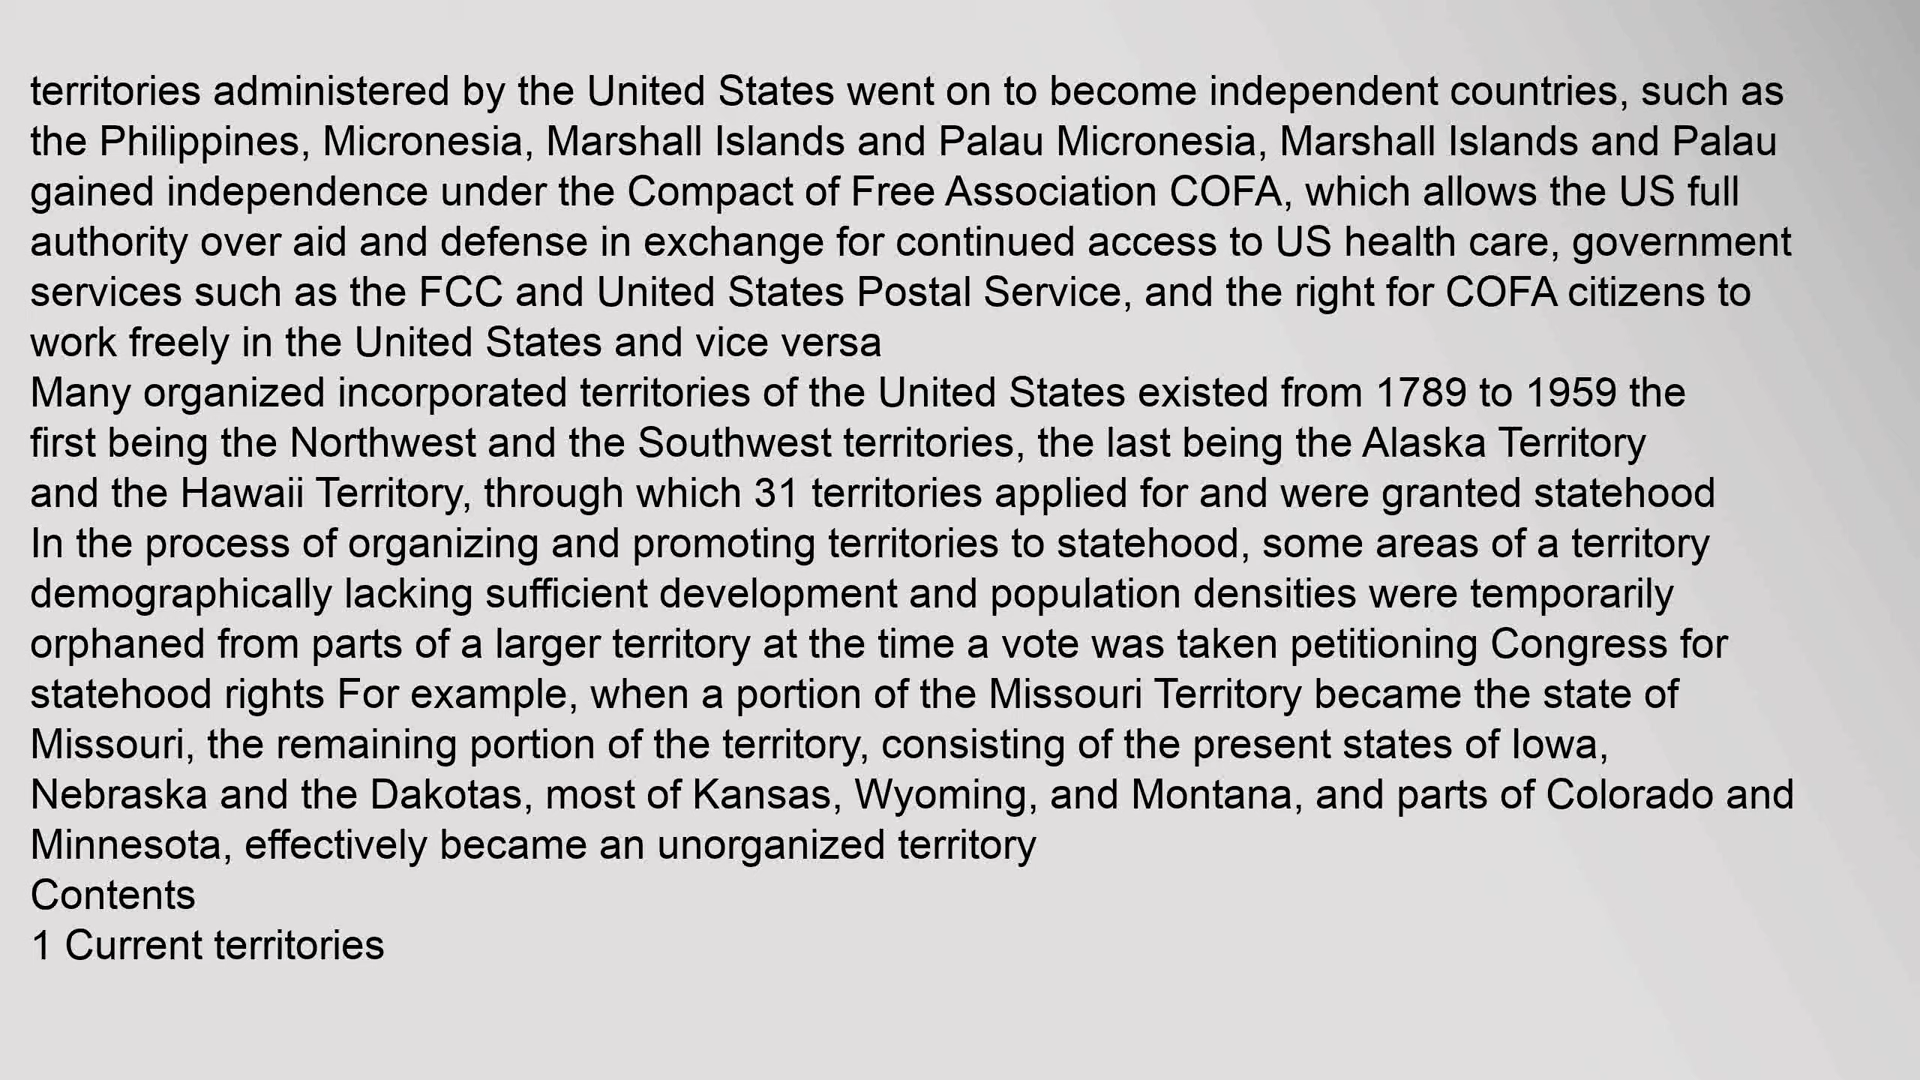 territories administered by the United States went on to become independent countries, such as
the Philippines, Micronesia, Marshall Islands and Palau Micronesia, Marshall Islands and Palau
gained independence under the Compact of Free Association COFA, which allows the US full
authority over aid and defense in exchange for continued access to US health care, government
services such as the FCC and United States Postal Service, and the right for COFA citizens to
work freely in the United States and vice versa
Many organized incorporated territories of the United States existed from 1789 to 1959 the
first being the Northwest and the Southwest territories, the last being the Alaska Territory
and the Hawaii Territory, through which 31 territories applied for and were granted statehood
In the process of organizing and promoting territories to statehood, some areas of a territory
demographically lacking sufficient development and population densities were temporarily
orphaned from parts of a larger territory at the time a vote was taken petitioning Congress for
statehood rights For example, when a portion of the Missouri Territory became the state of
Missouri, the remaining portion of the territory, consisting of the present states of Iowa,
Nebraska and the Dakotas, most of Kansas, Wyoming, and Montana, and parts of Colorado and
Minnesota, effectively became an unorganized territory
Contents
1 Current territories